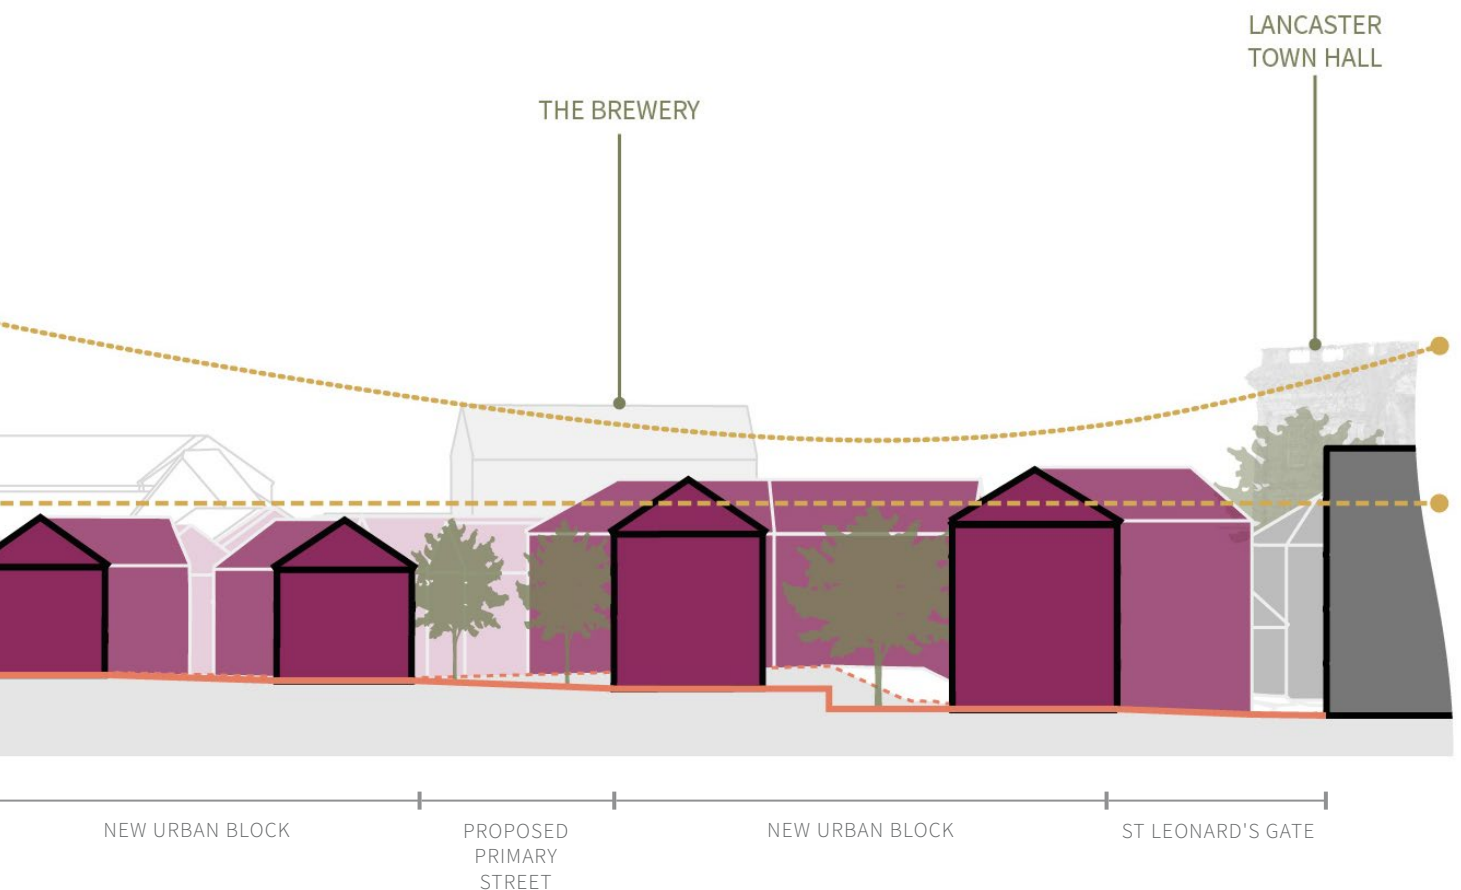 LANCASTER
TOWN HALL
THE BREWERY
NEW URBAN BLOCK
PROPOSED
PRIMARY
STREET
NEW URBAN BLOCK
ST LEONARD'S GATE